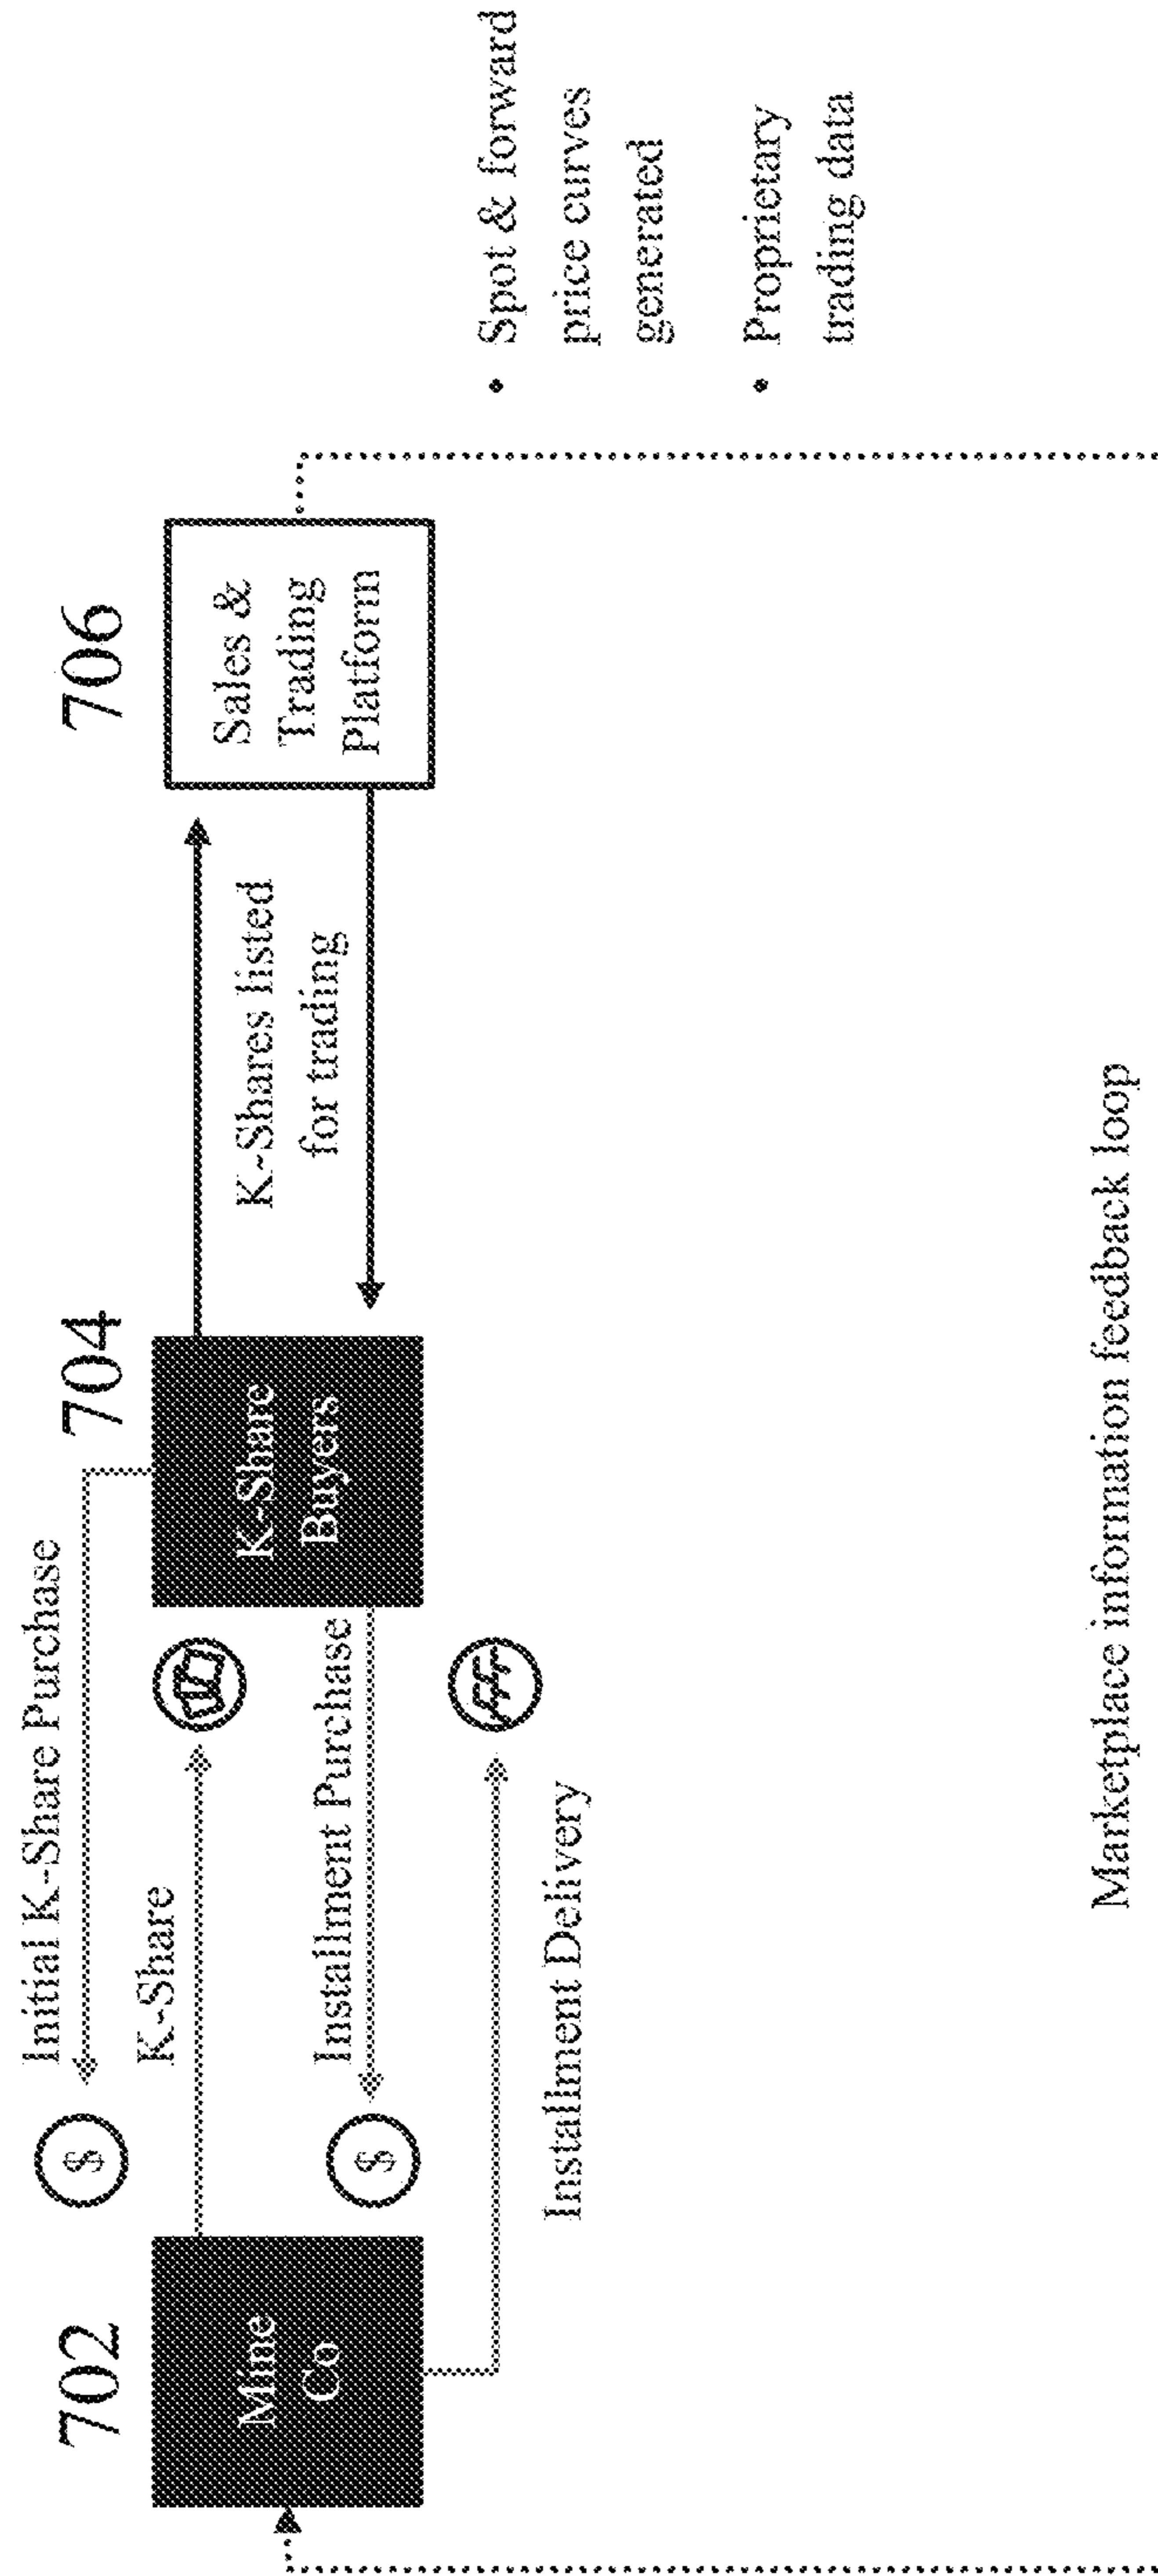 702
704
706
Initial K-Share Purchase
$
K-Share
Mine
Co
K-Share
Buyers
Installment Purchase
$
Installment Delivery
K-Shares listed
for trading
Sales &
Trading
Platform
• Spot & forward
price curves
generated
• Proprietary
trading data
Marketplace information feedback loop